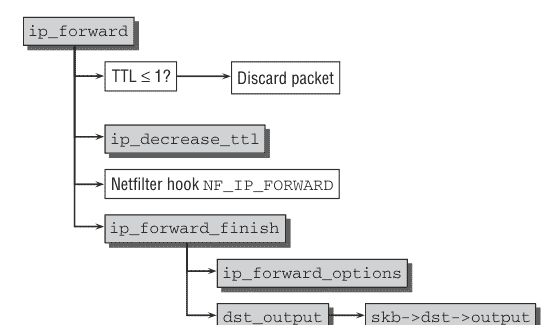 ip_forward
TTL ≤ 1?
Discard packet
ip_decrease_ttl
Netfilter hook NF_IP_FORWARD
ip_forward_finish
ip_forward_options
dst_output
skb->dst->output